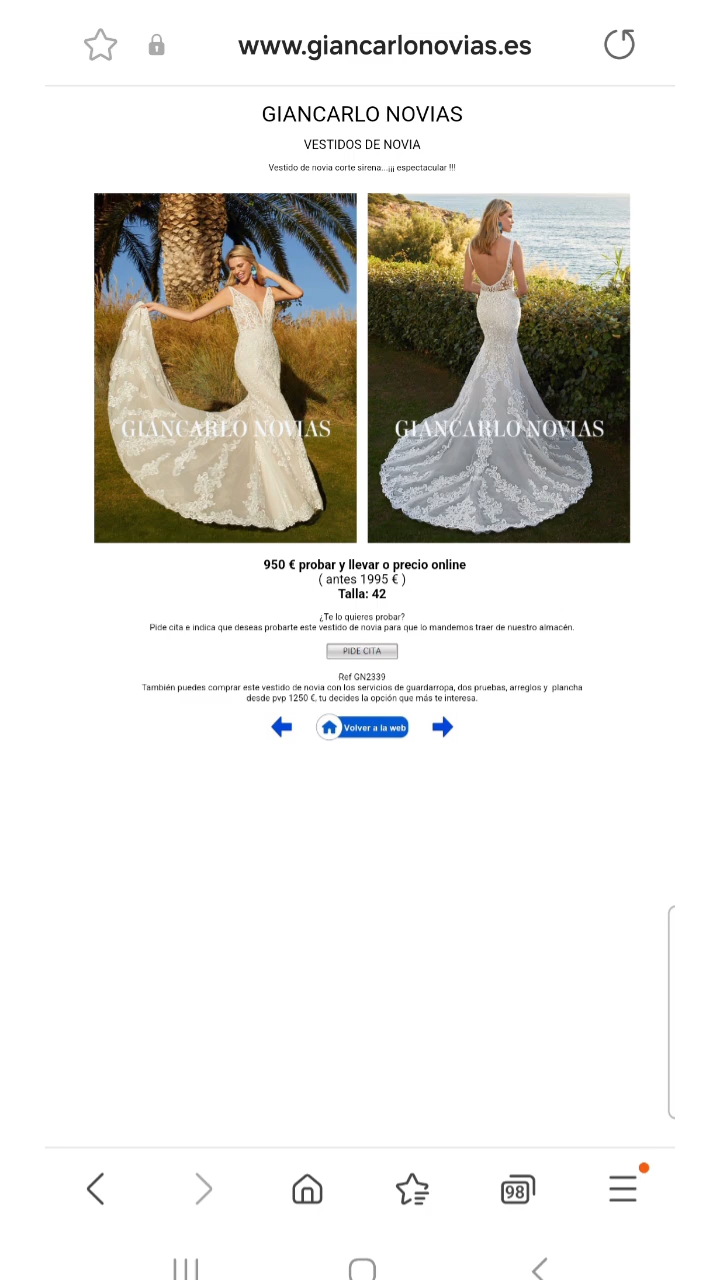 www.giancarlonovias.es
GIANCARLO NOVIAS
VESTIDOS DE NOVIA
Vestido de novia corte sirena...¡¡¡ espectacular !!!
GIANCARLO NOVIAS
GIANCARLO NOVIAS
950 € probar y llevar o precio online
( antes 1995 € )
Talla: 42
¿Te lo quieres probar?
Pide cita e indica que deseas probarte este vestido de novia para que lo mandemos traer de nuestro almacén.
PIDE CITA
Ref GN2339
También puedes comprar este vestido de novia con los servicios de guardarropa, dos pruebas, arreglos y plancha
desde pvp 1250 €, tu decides la opción que más te interesa.
Volver a la web
98